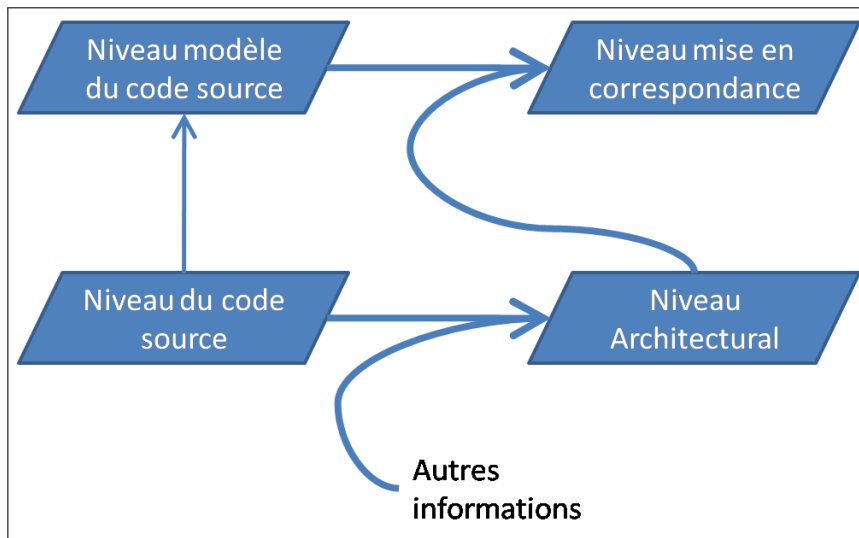 Niveau modèle
du code source
Niveau mise en
correspondance
Niveau du code
source
Niveau
Architectural
Autres
informations